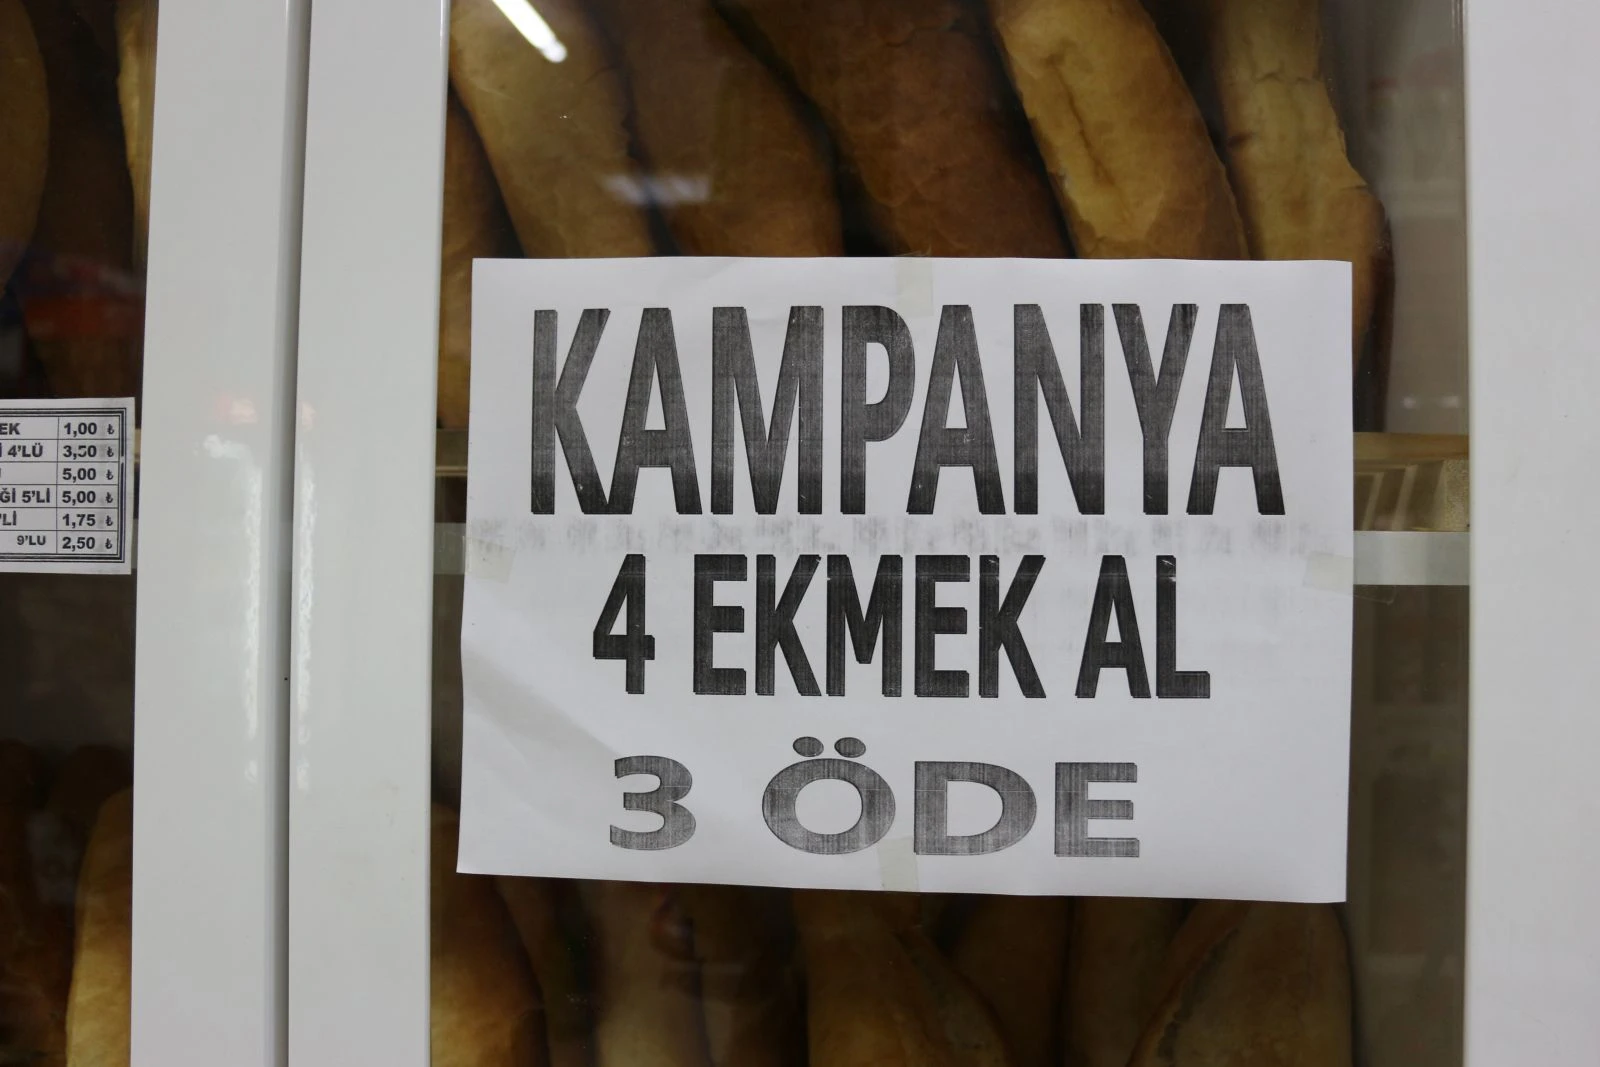 KAMPANYA
4 EKMEK AL
3 ÖDE
EK 1,00 ₺
4'LÜ 3,50 ₺
5,00 ₺
Ğİ 5'Lİ 5,00 ₺
'Lİ 1,75 ₺
9'LU 2,50 ₺